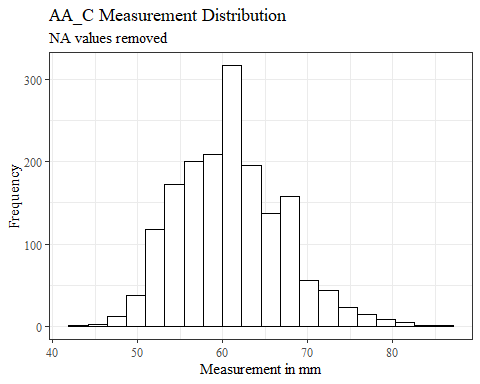 AA_C Measurement Distribution
NA values removed
300
200
100
0
Frequency
40 50 60 70 80
Measurement in mm